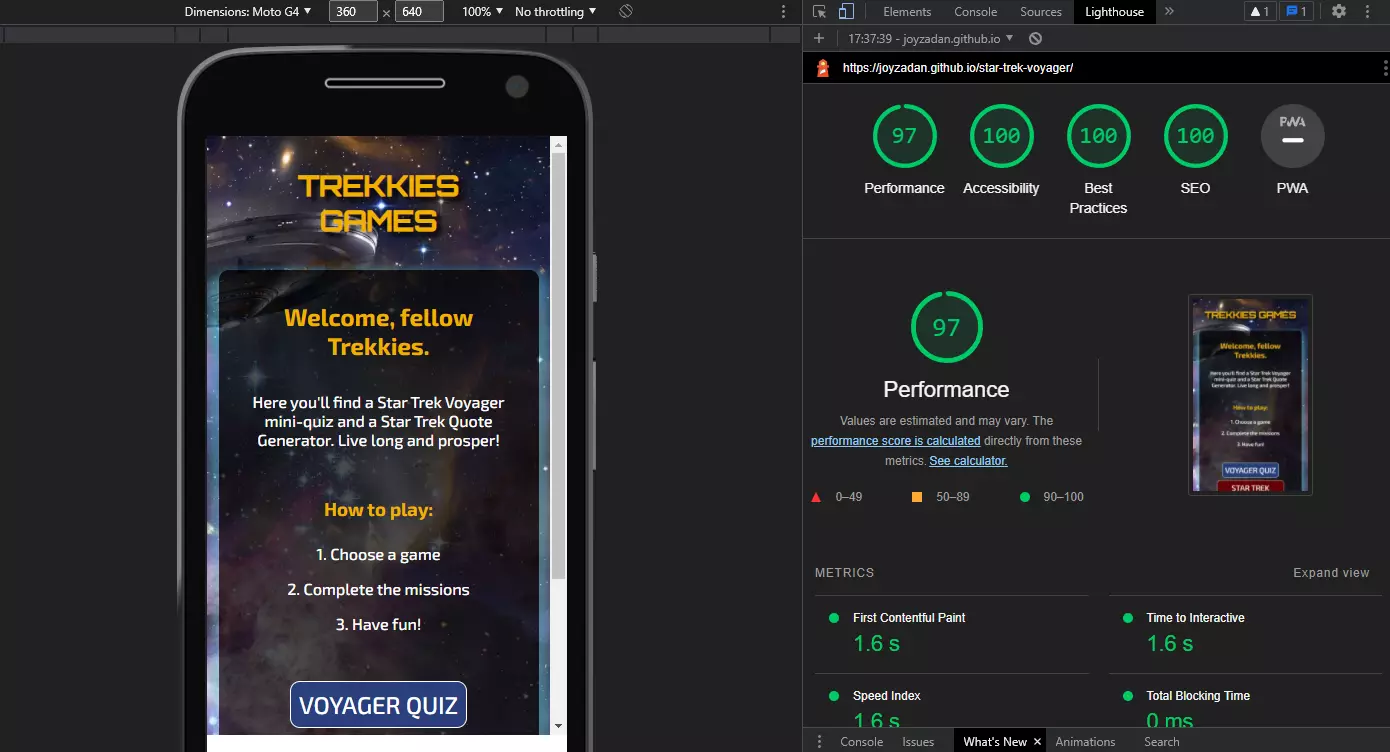 Dimensions: Moto G4 ▼ 360 × 640 100% ▼ No throttling ▼
TREKKIES
GAMES
Welcome, fellow
Trekkies.
Here you'll find a Star Trek Voyager
mini-quiz and a Star Trek Quote
Generator. Live long and prosper!
How to play:
1. Choose a game
2. Complete the missions
3. Have fun!
VOYAGER QUIZ
Elements Console Sources Lighthouse » 1 1
+ 17:37:39 - joyzadan.github.io ▼
https://joyzadan.github.io/star-trek-voyager/
97 100 100 100 PWA
Performance Accessibility Best Practices SEO PWA
97
Performance
Values are estimated and may vary. The
performance score is calculated directly from these
metrics. See calculator.
0–49 50–89 90–100
TREKKIES GAMES
Welcome, fellow
Trekkies.
Here you'll find a Star Trek Voyager
mini-quiz and a Star Trek Quote
Generator. Live long and prosper!
How to play:
1. Choose a game
2. Complete the missions
3. Have fun!
VOYAGER QUIZ
STAR TREK
METRICS Expand view
First Contentful Paint
1.6 s
Time to Interactive
1.6 s
Speed Index
1.6 s
Total Blocking Time
0 ms
Console Issues What's New × Animations Search